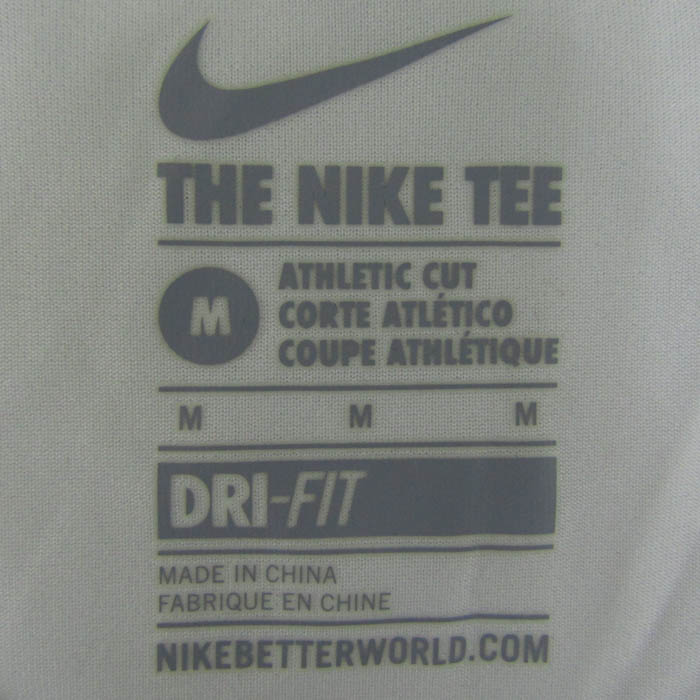 THE NIKE TEE
M
ATHLETIC CUT
CORTE ATLÉTICO
COUPE ATHLÉTIQUE
M M M
DRI-FIT
MADE IN CHINA
FABRIQUE EN CHINE
NIKEBETTERWORLD.COM